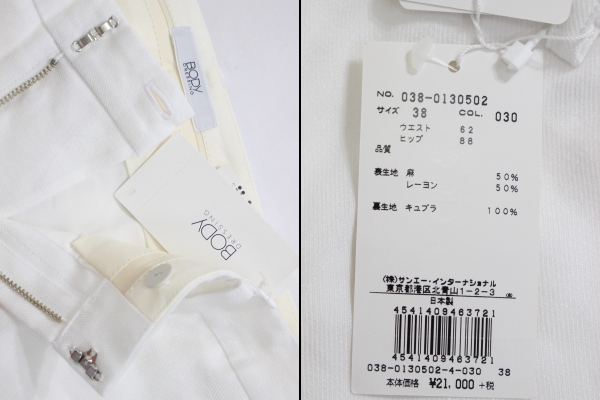 BODY
DRESSING
BODY
DRESSING
NO. 038-0130502
サイズ 38 COL. 030
ウエスト 62
ヒップ 88
品質
表生地 麻 50%
レーヨン 50%
裏生地 キュプラ 100%
(株)サンエー・インターナショナル
東京都港区北青山1-2-3
日本製
4541409463721
4541409463721
038-0130502-4-030 38
本体価格 ¥21,000 +税